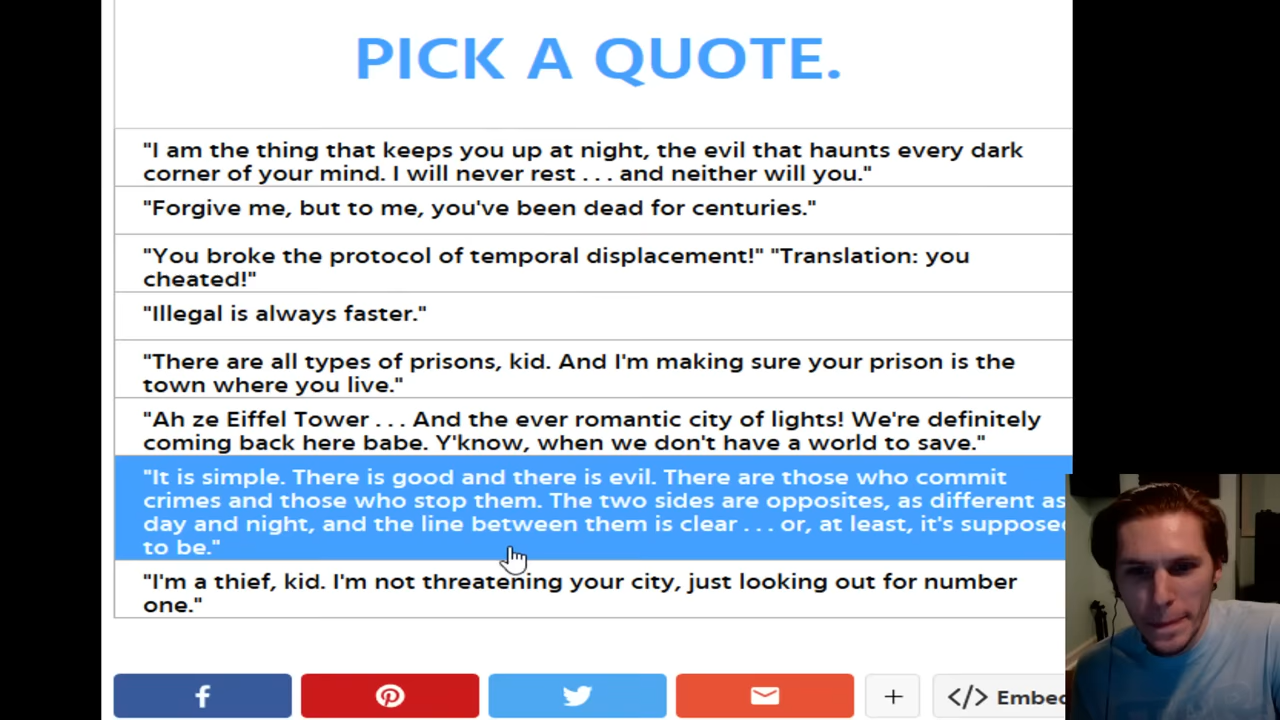 PICK A QUOTE.
"I am the thing that keeps you up at night, the evil that haunts every dark
corner of your mind. I will never rest . . . and neither will you."
"Forgive me, but to me, you've been dead for centuries."
"You broke the protocol of temporal displacement!" "Translation: you
cheated!"
"Illegal is always faster."
"There are all types of prisons, kid. And I'm making sure your prison is the
town where you live."
"Ah ze Eiffel Tower . . . And the ever romantic city of lights! We're definitely
coming back here babe. Y'know, when we don't have a world to save."
"It is simple. There is good and there is evil. There are those who commit
crimes and those who stop them. The two sides are opposites, as different as
day and night, and the line between them is clear . . . or, at least, it's supposed
to be."
"I'm a thief, kid. I'm not threatening your city, just looking out for number
one."
</> Embed